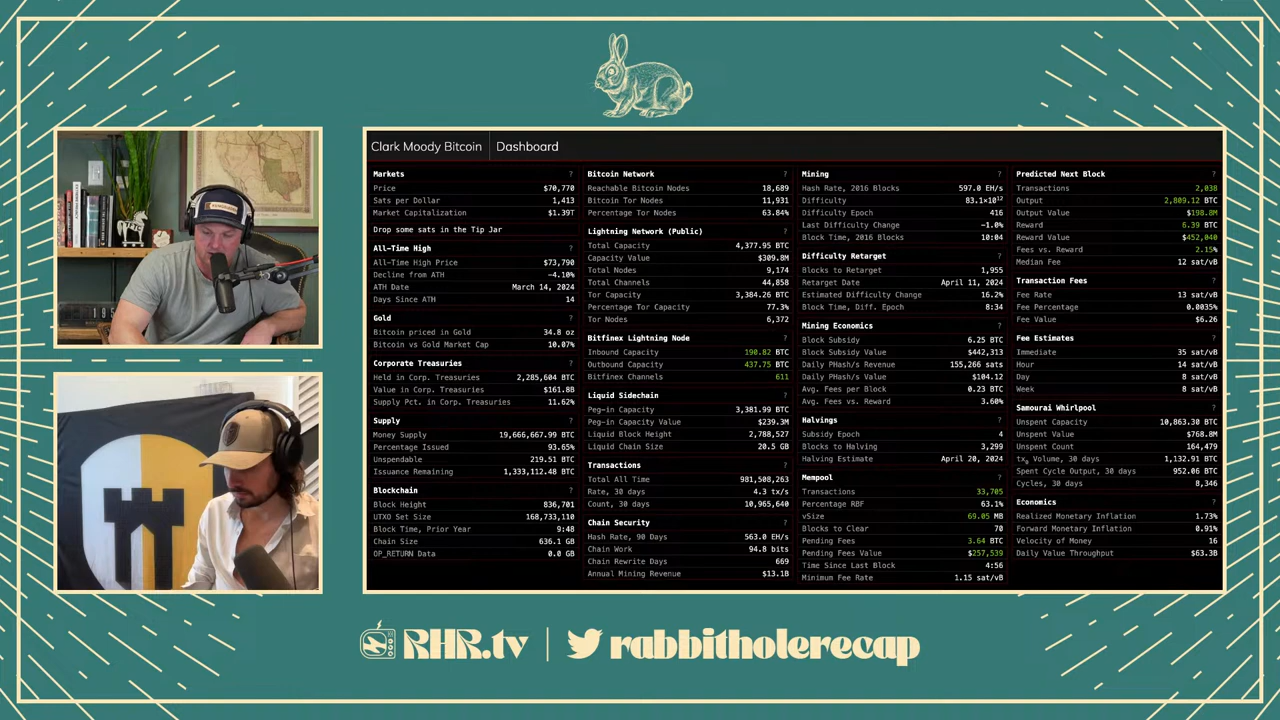 Clark Moody Bitcoin
Dashboard
Markets ?
Price $70,770
Sats per Dollar 1,413
Market Capitalization $1.39T
Drop some sats in the Tip Jar
All-Time High ?
All-Time High Price $73,790
Decline from ATH -4.10%
ATH Date March 14, 2024
Days Since ATH 14
Gold ?
Bitcoin priced in Gold 34.8 oz
Bitcoin vs Gold Market Cap 10.07%
Corporate Treasuries ?
Held in Corp. Treasuries 2,285,604 BTC
Value in Corp. Treasuries $161.8B
Supply Pct. in Corp. Treasuries 11.62%
Supply ?
Money Supply 19,666,667.99 BTC
Percentage Issued 93.65%
Unspendable 219.51 BTC
Issuance Remaining 1,333,112.48 BTC
Blockchain ?
Block Height 836,701
UTXO Set Size 168,733,110
Block Time, Prior Year 9:48
Chain Size 636.1 GB
OP_RETURN Data 0.0 GB
Bitcoin Network ?
Reachable Bitcoin Nodes 18,689
Bitcoin Tor Nodes 11,931
Percentage Tor Nodes 63.84%
Lightning Network (Public) ?
Total Capacity 4,377.95 BTC
Capacity Value $309.8M
Total Nodes 9,174
Total Channels 44,858
Tor Capacity 3,384.26 BTC
Percentage Tor Capacity 77.3%
Tor Nodes 6,372
Bitfinex Lightning Node ?
Inbound Capacity 190.82 BTC
Outbound Capacity 437.75 BTC
Bitfinex Channels 611
Liquid Sidechain ?
Peg-in Capacity 3,381.99 BTC
Peg-in Capacity Value $239.3M
Liquid Block Height 2,788,527
Liquid Chain Size 20.5 GB
Transactions ?
Total All Time 981,508,263
Rate, 30 days 4.3 tx/s
Count, 30 days 10,965,640
Chain Security ?
Hash Rate, 90 Days 563.0 EH/s
Chain Work 94.8 bits
Chain Rewrite Days 669
Annual Mining Revenue $13.1B
Mining ?
Hash Rate, 2016 Blocks 597.0 EH/s
Difficulty 83.1×10¹²
Difficulty Epoch 416
Last Difficulty Change -1.0%
Block Time, 2016 Blocks 10:04
Difficulty Retarget ?
Blocks to Retarget 1,955
Retarget Date April 11, 2024
Estimated Difficulty Change 16.2%
Block Time, Diff. Epoch 8:34
Mining Economics ?
Block Subsidy 6.25 BTC
Block Subsidy Value $442,313
Daily PHash/s Revenue 155,266 sats
Daily PHash/s Value $104.12
Avg. Fees per Block 0.23 BTC
Avg. Fees vs. Reward 3.60%
Halvings ?
Subsidy Epoch 4
Blocks to Halving 3,299
Halving Estimate April 20, 2024
Mempool ?
Transactions 33,705
Percentage RBF 63.1%
vSize 69.05 MB
Blocks to Clear 70
Pending Fees 3.64 BTC
Pending Fees Value $257,539
Time Since Last Block 4:56
Minimum Fee Rate 1.15 sat/vB
Predicted Next Block ?
Transactions 2,038
Output 2,809.12 BTC
Output Value $198.8M
Reward 6.39 BTC
Reward Value $452,040
Fees vs. Reward 2.15%
Median Fee 12 sat/vB
Transaction Fees ?
Fee Rate 13 sat/vB
Fee Percentage 0.0035%
Fee Value $6.26
Fee Estimates ?
Immediate 35 sat/vB
Hour 14 sat/vB
Day 8 sat/vB
Week 8 sat/vB
Samourai Whirlpool ?
Unspent Capacity 10,863.30 BTC
Unspent Value $768.8M
Unspent Count 164,479
tx₀ Volume, 30 days 1,132.91 BTC
Spent Cycle Output, 30 days 952.06 BTC
Cycles, 30 days 8,346
Economics ?
Realized Monetary Inflation 1.73%
Forward Monetary Inflation 0.91%
Velocity of Money 16
Daily Value Throughput $63.3B
RHR.tv | rabbitholerecap